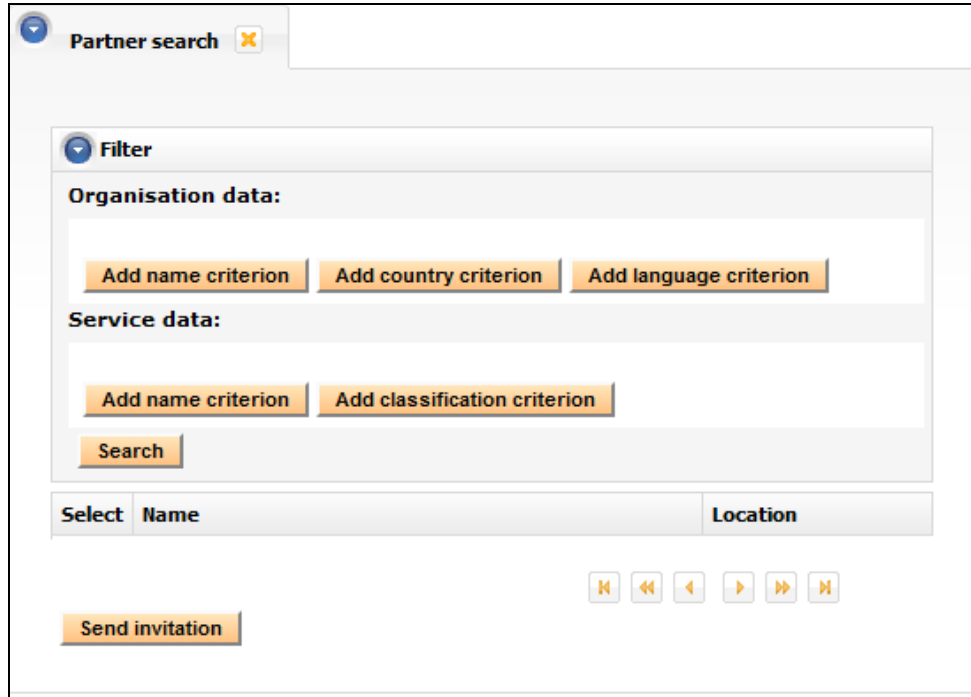 Partner search
Filter
Organisation data:
Add name criterion Add country criterion Add language criterion
Service data:
Add name criterion Add classification criterion
Search
Select Name Location
Send invitation